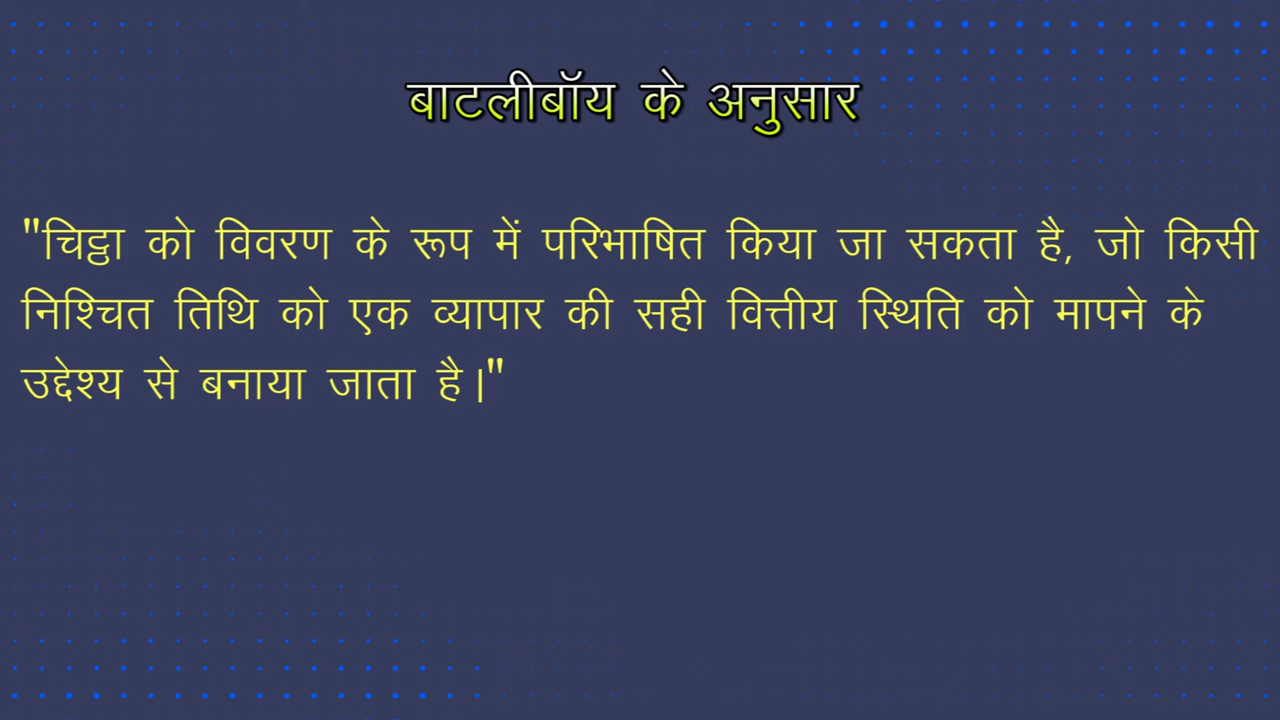 बाटलीबॉय के अनुसार
"चिट्ठा को विवरण के रूप में परिभाषित किया जा सकता है, जो किसी
निश्चित तिथि को एक व्यापार की सही वित्तीय स्थिति को मापने के
उद्देश्य से बनाया जाता है।"